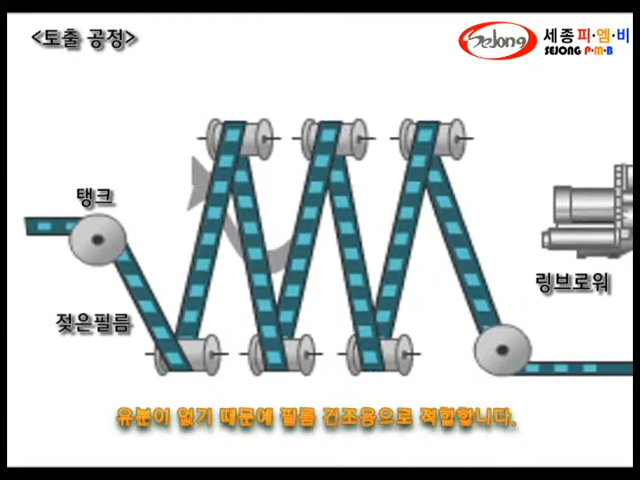 <토출 공정>
Sejong
세종피·엠·비
SEJONG P·M·B
탱크
링브로워
젖은필름
유분이 없기 때문에 필름 건조용으로 적합합니다.